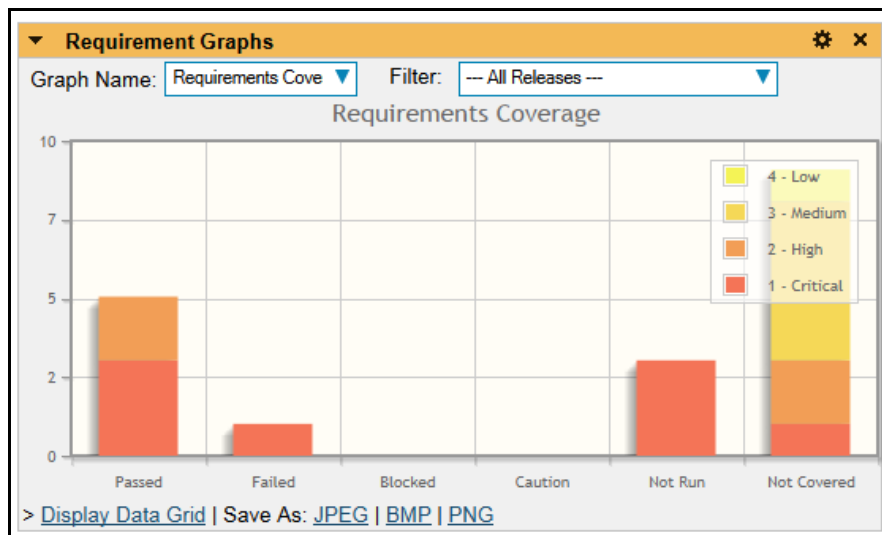 Requirement Graphs
Graph Name: Requirements Cove Filter: --- All Releases ---
Requirements Coverage
10
7
5
2
0
4 - Low
3 - Medium
2 - High
1 - Critical
Passed Failed Blocked Caution Not Run Not Covered
> Display Data Grid | Save As: JPEG | BMP | PNG